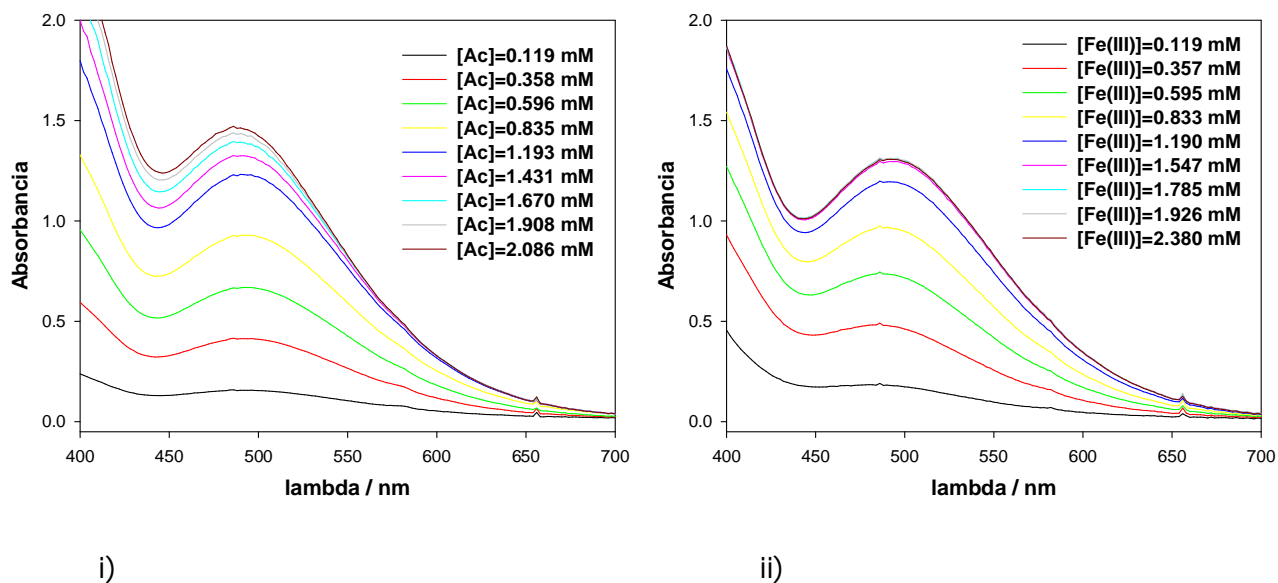 2.0
1.5
1.0
0.5
0.0
Absorbancia
[Ac]=0.119 mM
[Ac]=0.358 mM
[Ac]=0.596 mM
[Ac]=0.835 mM
[Ac]=1.193 mM
[Ac]=1.431 mM
[Ac]=1.670 mM
[Ac]=1.908 mM
[Ac]=2.086 mM
400 450 500 550 600 650 700
lambda / nm
i)
2.0
1.5
1.0
0.5
0.0
Absorbancia
[Fe(III)]=0.119 mM
[Fe(III)]=0.357 mM
[Fe(III)]=0.595 mM
[Fe(III)]=0.833 mM
[Fe(III)]=1.190 mM
[Fe(III)]=1.547 mM
[Fe(III)]=1.785 mM
[Fe(III)]=1.926 mM
[Fe(III)]=2.380 mM
400 450 500 550 600 650 700
lambda / nm
ii)